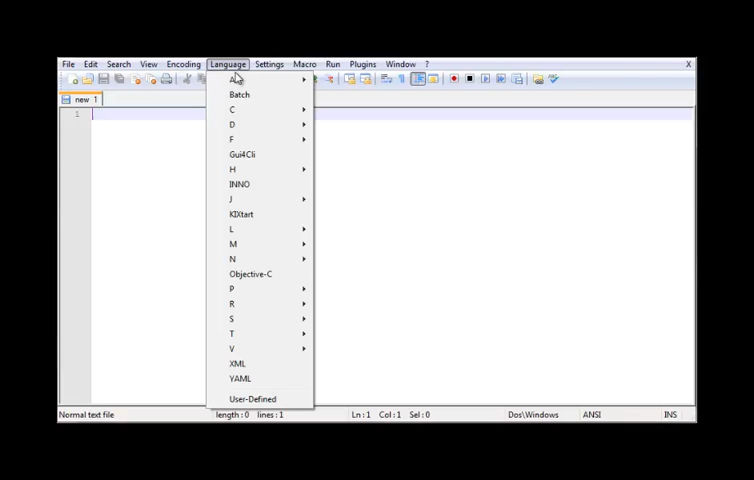 File Edit Search View Encoding Language Settings Macro Run Plugins Window ? X
new 1
1
A
Batch
C
D
F
Gui4Cli
H
INNO
J
KIXtart
L
M
N
Objective-C
P
R
S
T
V
XML
YAML
User-Defined
Normal text file length:0 lines:1 Ln:1 Col:1 Sel:0 Dos\Windows ANSI INS